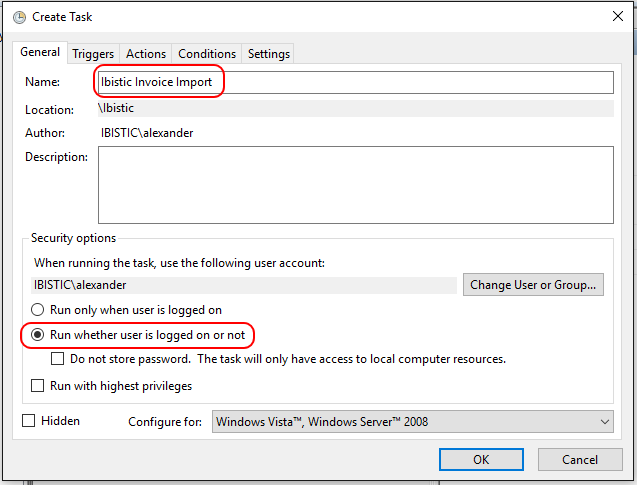 Create Task
General Triggers Actions Conditions Settings
Name: Ibistic Invoice Import
Location: \Ibistic
Author: IBISTIC\alexander
Description:
Security options
When running the task, use the following user account:
IBISTIC\alexander Change User or Group...
Run only when user is logged on
Run whether user is logged on or not
Do not store password. The task will only have access to local computer resources.
Run with highest privileges
Hidden Configure for: Windows Vista™, Windows Server™ 2008
OK Cancel